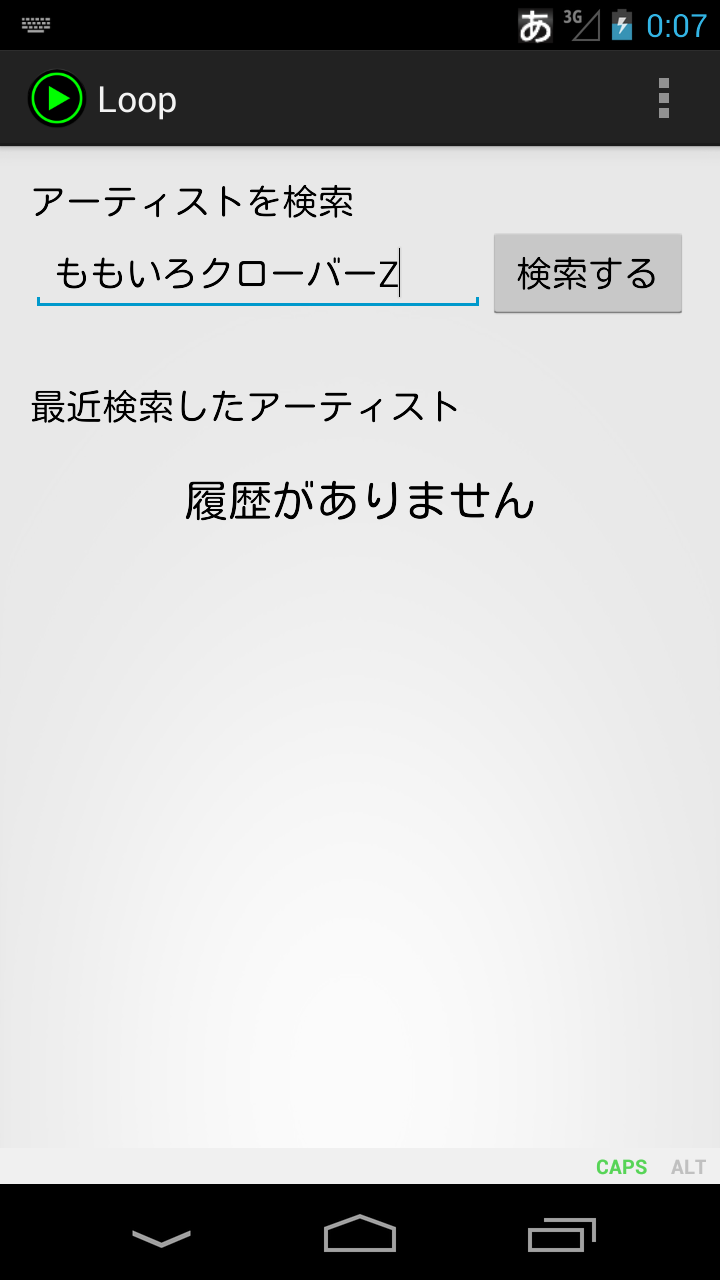 あ 3G 0:07
Loop
アーティストを検索
ももいろクローバーZ 検索する
最近検索したアーティスト
履歴がありません
CAPS ALT